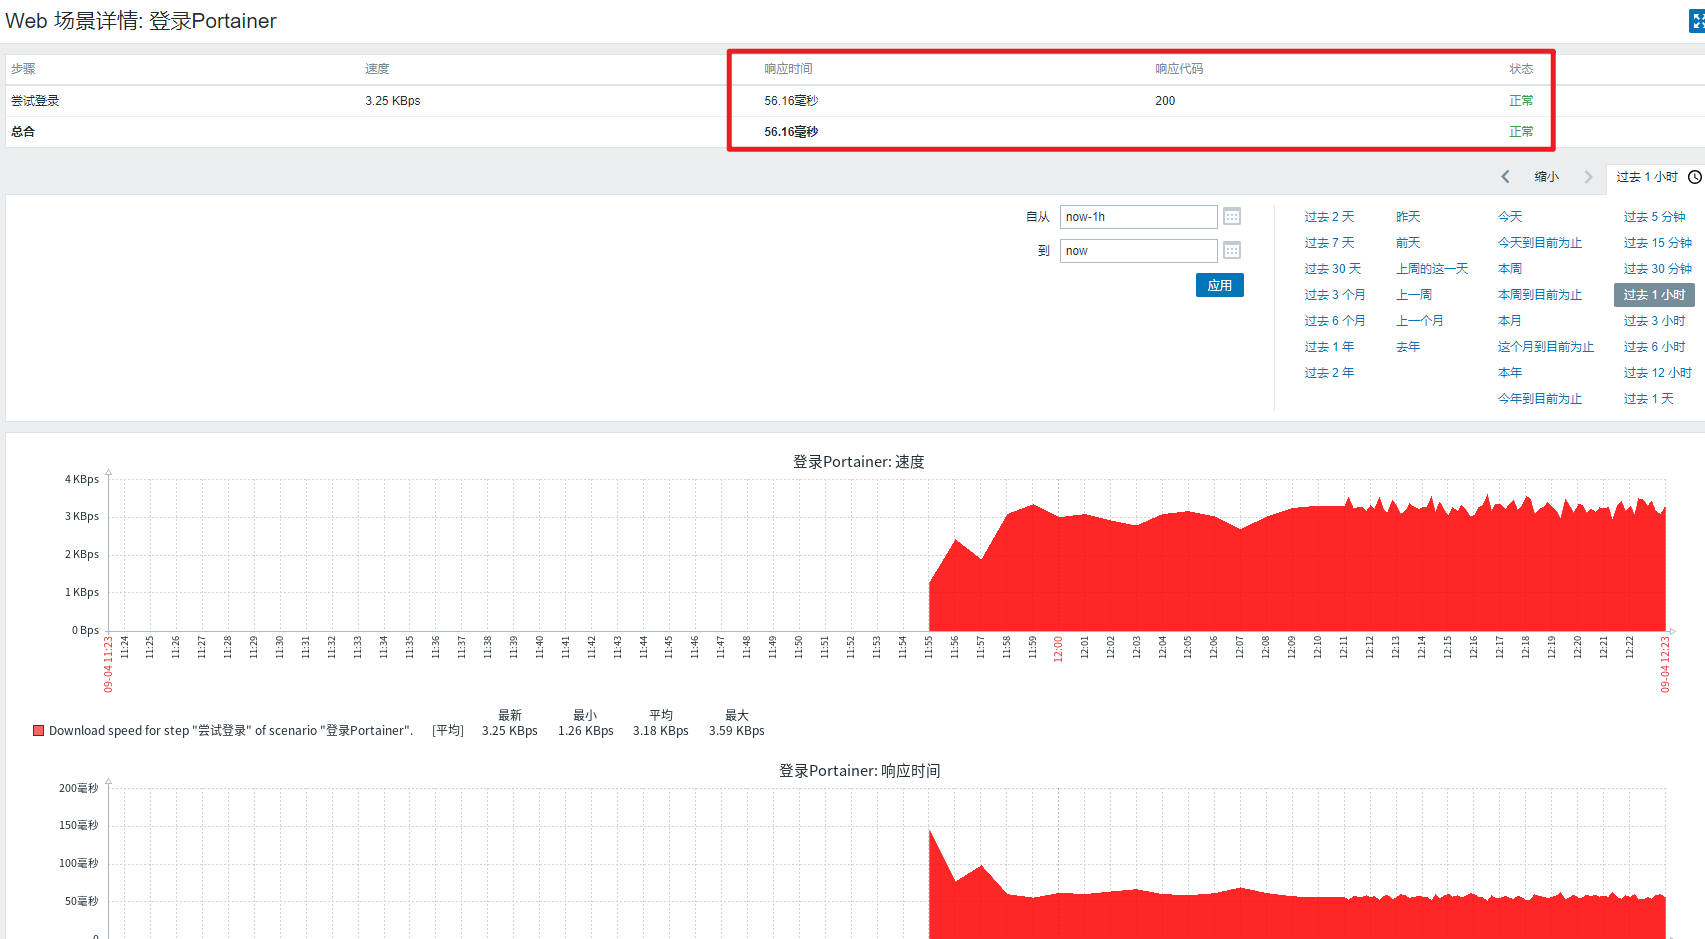 Web 场景详情: 登录Portainer
步骤 速度 响应时间 响应代码 状态
尝试登录 3.25 KBps 56.16毫秒 200 正常
总合 56.16毫秒 正常
缩小 过去 1 小时
自从 now-1h
到 now
应用
过去 2 天 昨天 今天 过去 5 分钟
过去 7 天 前天 今天到目前为止 过去 15 分钟
过去 30 天 上周的这一天 本周 过去 30 分钟
过去 3 个月 上一周 本周到目前为止 过去 1 小时
过去 6 个月 上一个月 本月 过去 3 小时
过去 1 年 去年 这个月到目前为止 过去 6 小时
过去 2 年 本年 过去 12 小时
今年到目前为止 过去 1 天
登录Portainer: 速度
4 KBps
3 KBps
2 KBps
1 KBps
0 Bps
09-04 11:23 11:24 11:25 11:26 11:27 11:28 11:29 11:30 11:31 11:32 11:33 11:34 11:35 11:36 11:37 11:38 11:39 11:40 11:41 11:42 11:43 11:44 11:45 11:46 11:47 11:48 11:49 11:50 11:51 11:52 11:53 11:54 11:55 11:56 11:57 11:58 11:59 12:00 12:01 12:02 12:03 12:04 12:05 12:06 12:07 12:08 12:09 12:10 12:11 12:12 12:13 12:14 12:15 12:16 12:17 12:18 12:19 12:20 12:21 12:22 09-04 12:23
最新 最小 平均 最大
Download speed for step "尝试登录" of scenario "登录Portainer". [平均] 3.25 KBps 1.26 KBps 3.18 KBps 3.59 KBps
登录Portainer: 响应时间
200毫秒
150毫秒
100毫秒
50毫秒
0